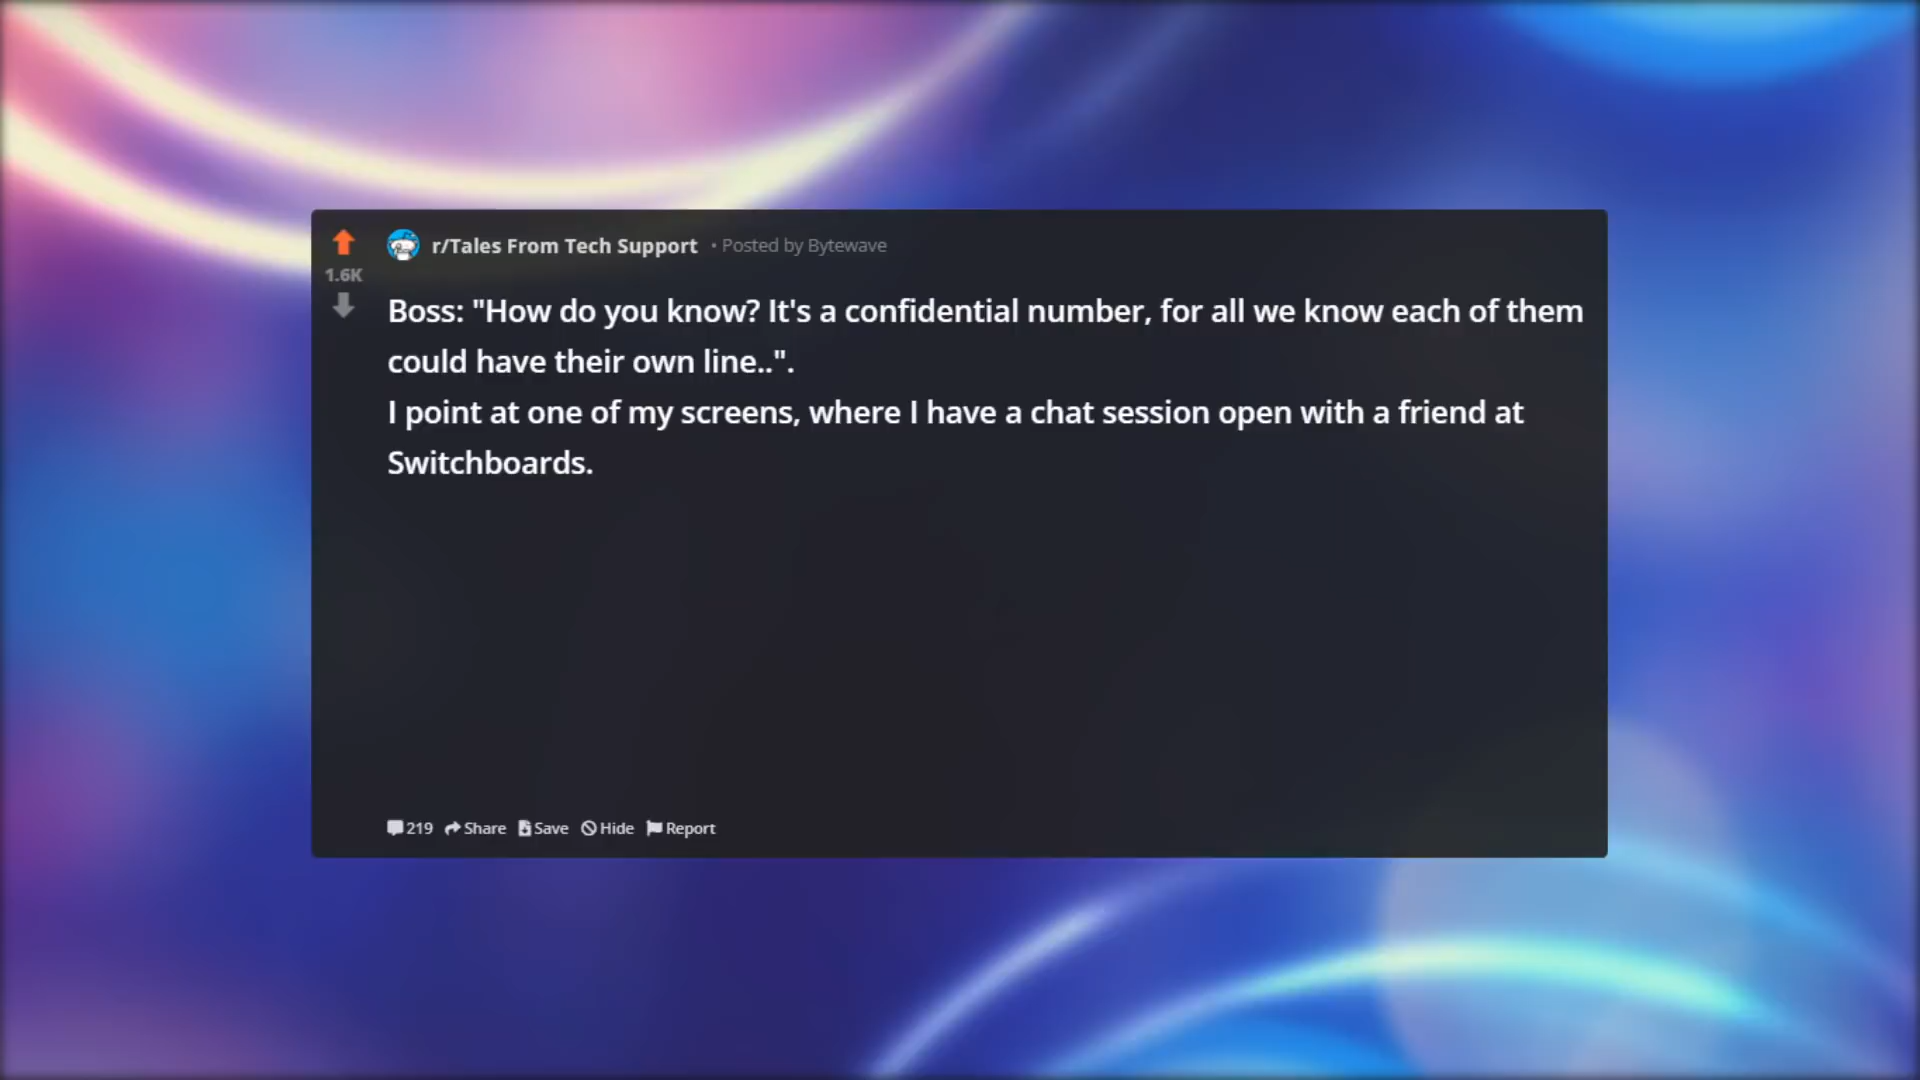 r/Tales From Tech Support • Posted by Bytewave
1.6K
Boss: "How do you know? It's a confidential number, for all we know each of them
could have their own line..".
I point at one of my screens, where I have a chat session open with a friend at
Switchboards.
219 Share Save Hide Report